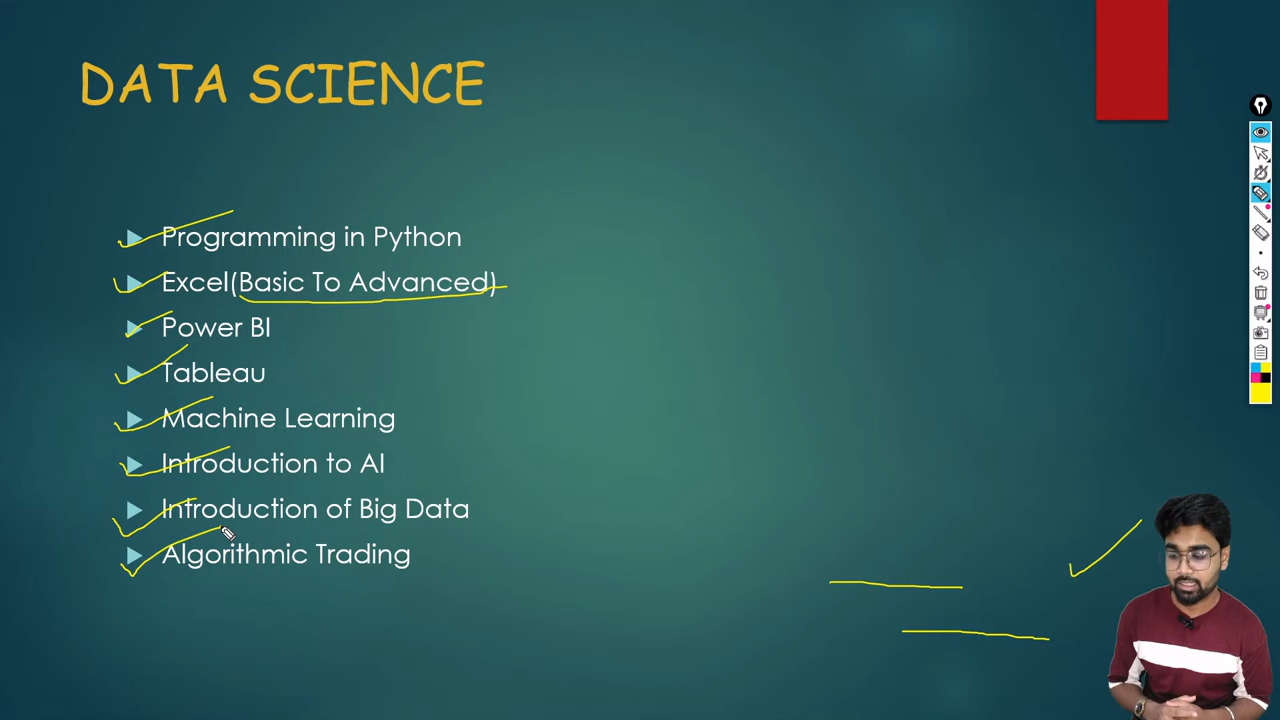 DATA SCIENCE
Programming in Python
Excel(Basic To Advanced)
Power BI
Tableau
Machine Learning
Introduction to AI
Introduction of Big Data
Algorithmic Trading